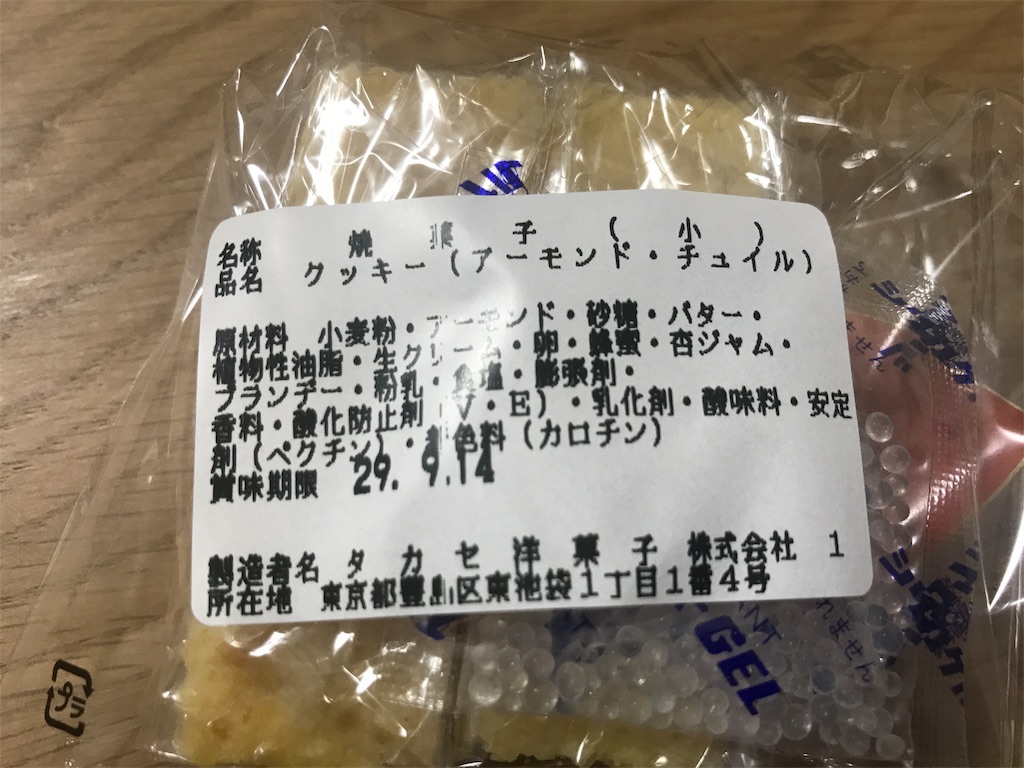 名称 焼菓子(小)
品名 クッキー(アーモンド・チュイル)
原材料 小麦粉・アーモンド・砂糖・バター・
植物性油脂・生クリーム・卵・蜂蜜・杏ジャム・
ブランデー・粉乳・食塩・膨張剤・
香料・酸化防止剤(V・E)・乳化剤・酸味料・安定
剤(ペクチン)・着色料(カロチン)
賞味期限 29. 9.14
製造者名 タカセ洋菓子株式会社 1
所在地 東京都豊島区東池袋1丁目1番4号
プラ
GEL